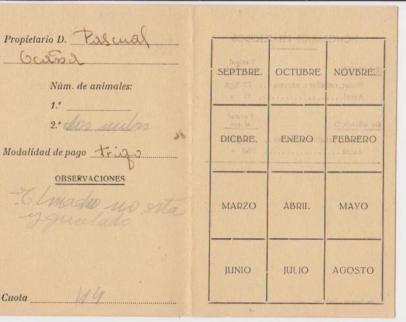 Propietario D. Pascual
Ocaña
Núm. de animales:
1.º
2.º dos mulos
Modalidad de pago trigo
OBSERVACIONES
El macho no está
Cuota 44
SEPTBRE. OCTUBRE NOVBRE.
DICBRE. ENERO FEBRERO
MARZO ABRIL MAYO
JUNIO JULIO AGOSTO